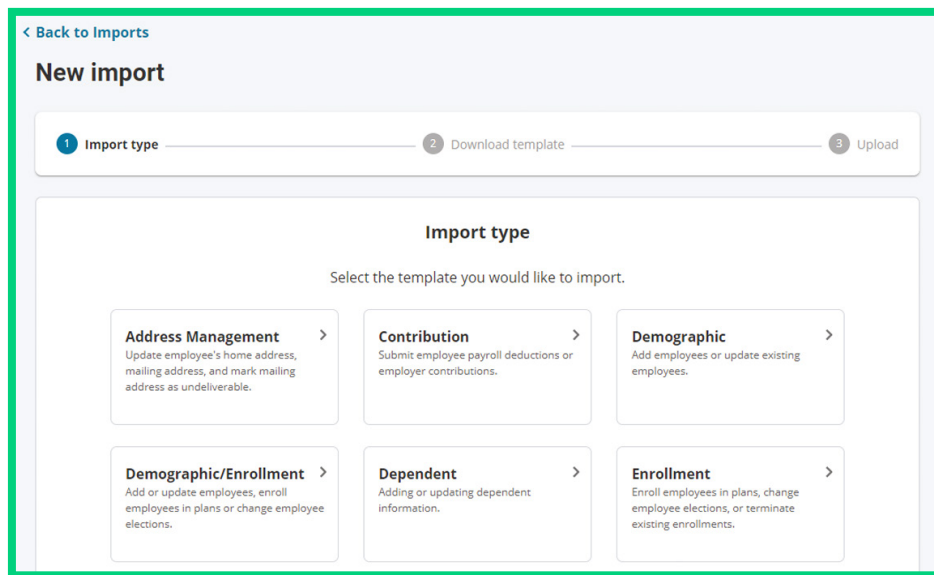 < Back to Imports
New import
1 Import type
2 Download template
3 Upload
Import type
Select the template you would like to import.
Address Management >
Update employee's home address,
mailing address, and mark mailing
address as undeliverable.
Contribution >
Submit employee payroll deductions or
employer contributions.
Demographic >
Add employees or update existing
employees.
Demographic/Enrollment >
Add or update employees, enroll
employees in plans or change employee
elections.
Dependent >
Adding or updating dependent
information.
Enrollment >
Enroll employees in plans, change
employee elections, or terminate
existing enrollments.